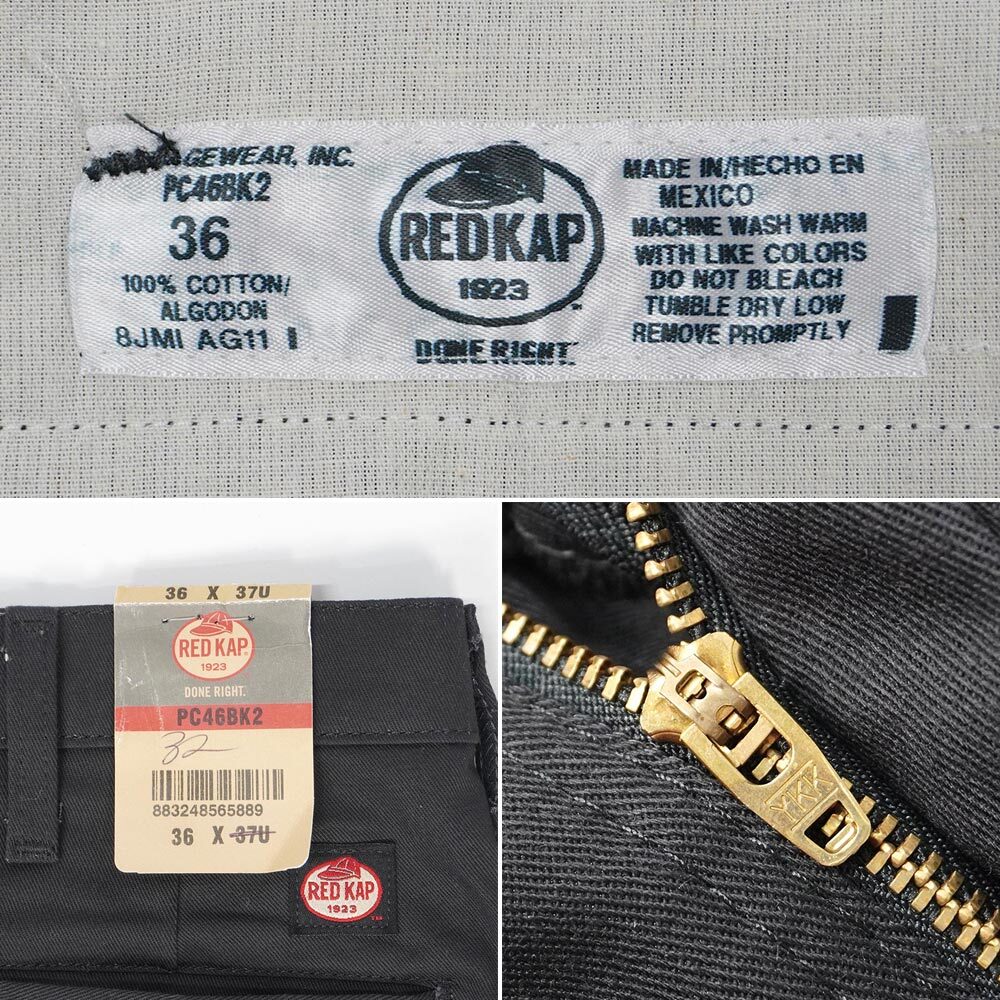 GEWEAR, INC.
PC46BK2
36
100% COTTON/
ALGODON
8JMI AG11
REDKAP
1923
DONE RIGHT.
MADE IN/HECHO EN
MEXICO
MACHINE WASH WARM
WITH LIKE COLORS
DO NOT BLEACH
TUMBLE DRY LOW
REMOVE PROMPTLY
36 X 37U
RED KAP
1923
DONE RIGHT.
PC46BK2
32
883248565889
36 X 37U
RED KAP
1923
TM
YKK